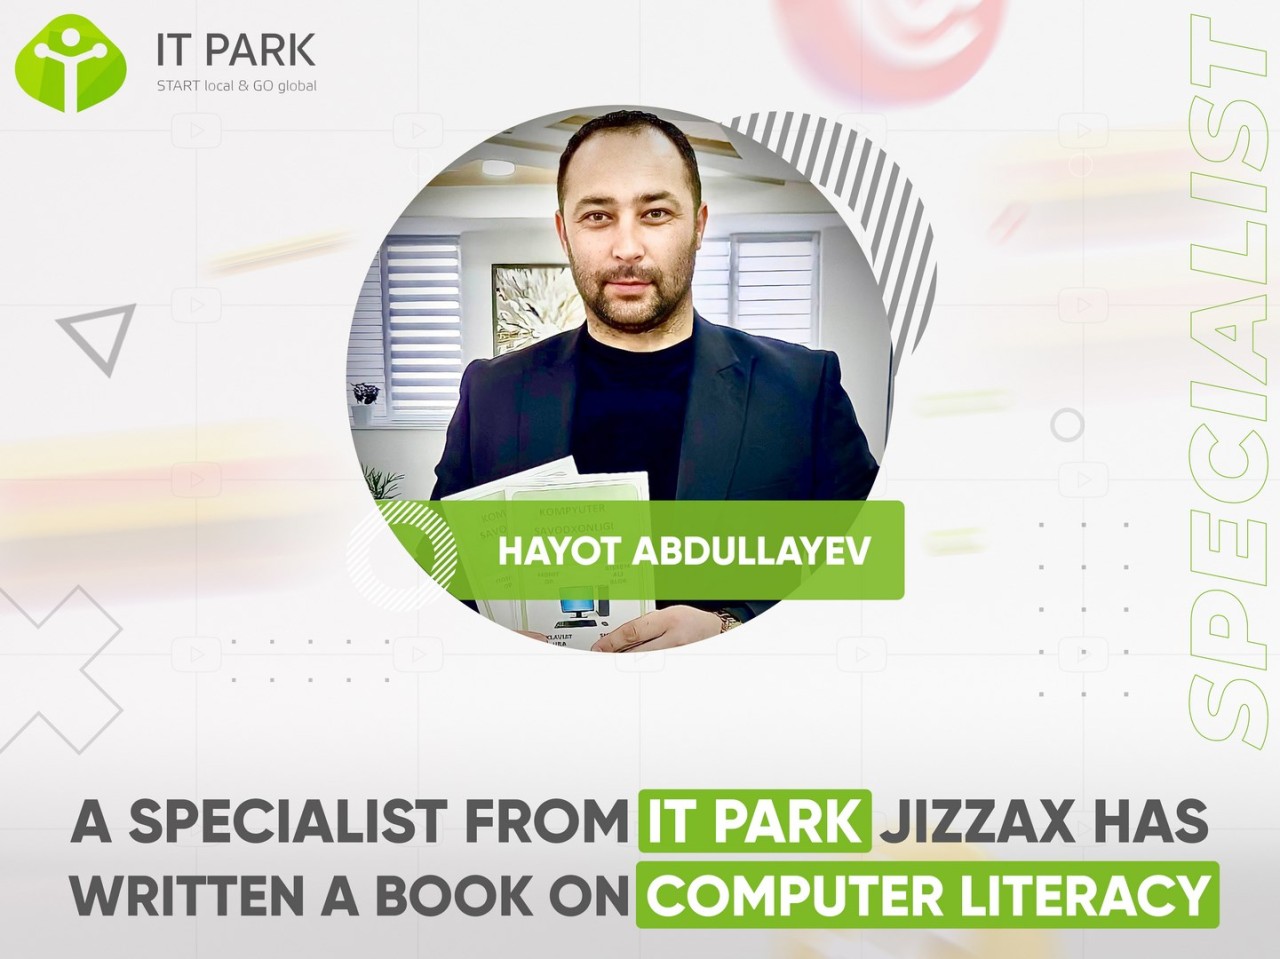 IT PARK
START local & GO global
SPECIALIST
KOMPYUTER
SAVODXONLIGI
HAYOT ABDULLAYEV
A SPECIALIST FROM IT PARK JIZZAX HAS
WRITTEN A BOOK ON COMPUTER LITERACY